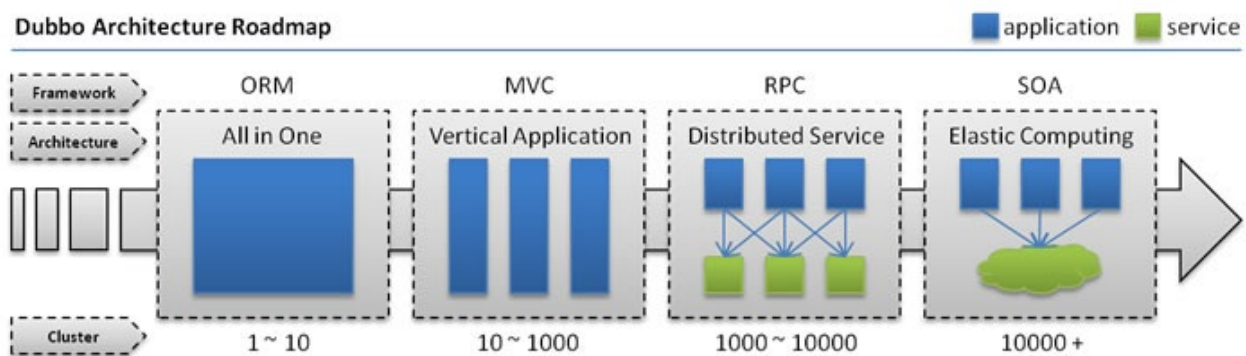 Dubbo Architecture Roadmap
application
service
Framework
ORM
MVC
RPC
SOA
Architecture
All in One
Vertical Application
Distributed Service
Elastic Computing
Cluster
1 ~ 10
10 ~ 1000
1000 ~ 10000
10000 +